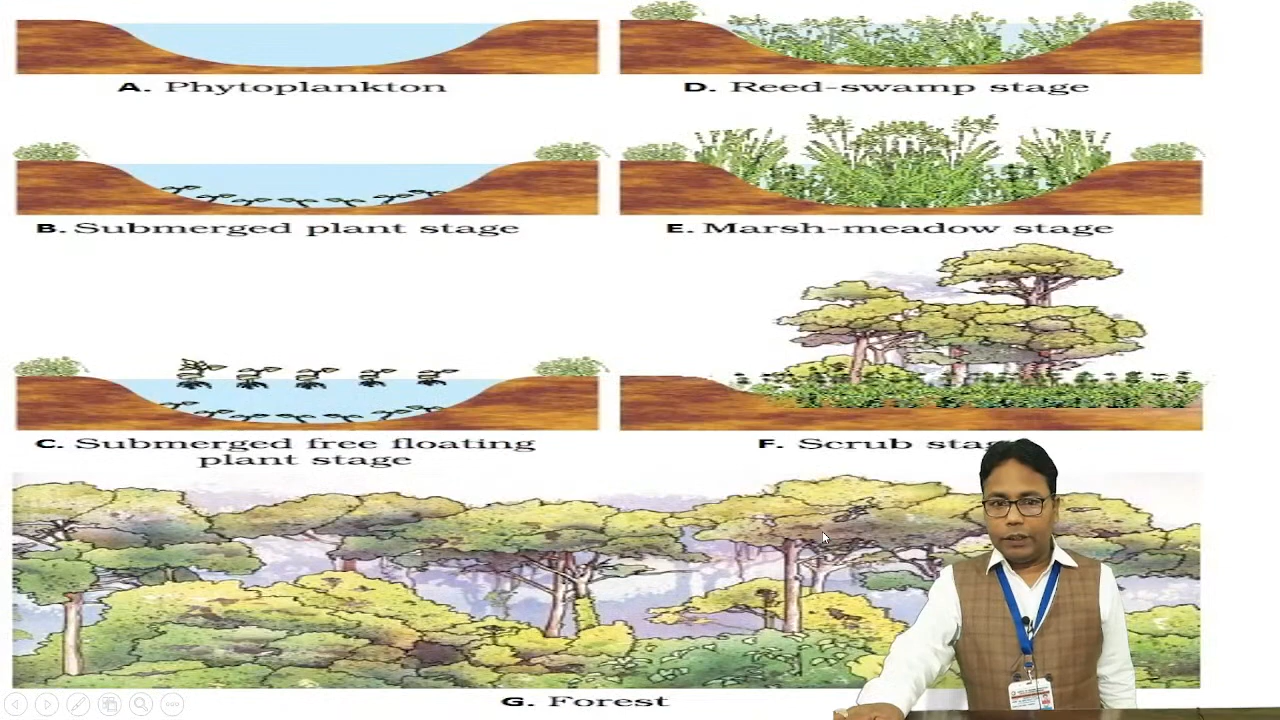 A. Phytoplankton
B. Submerged plant stage
C. Submerged free floating
plant stage
D. Reed-swamp stage
E. Marsh-meadow stage
F. Scrub
G. Forest